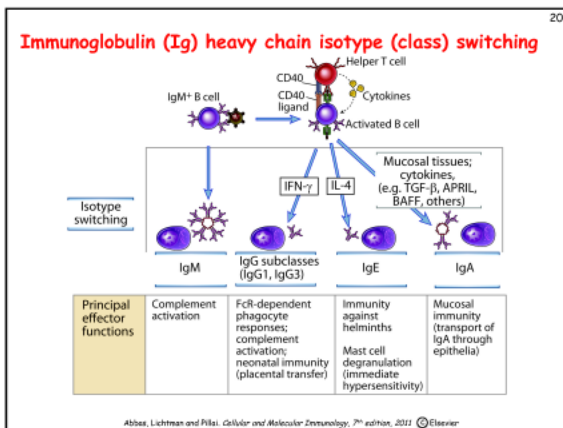 20
Immunoglobulin (Ig) heavy chain isotype (class) switching
Helper T cell
CD40
CD40
ligand
Cytokines
IgM+ B cell
Activated B cell
Mucosal tissues;
cytokines,
(e.g. TGF-β, APRIL,
BAFF, others)
IFN-γ
IL-4
Isotype
switching
IgM
IgG subclasses
(IgG1, IgG3)
IgE
IgA
Principal
effector
functions
Complement
activation
FcR-dependent
phagocyte
responses;
complement
activation;
neonatal immunity
(placental transfer)
Immunity
against
helminths
Mast cell
degranulation
(immediate
hypersensitivity)
Mucosal
immunity
(transport of
IgA through
epithelia)
Abbas, Lichtman and Pillai. Cellular and Molecular Immunology, 7th edition, 2011 © Elsevier